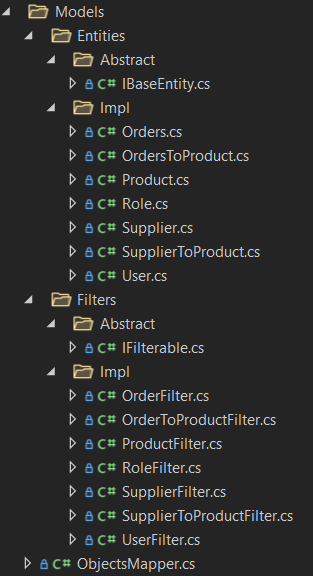 Models
Entities
Abstract
C# IBaseEntity.cs
Impl
C# Orders.cs
C# OrdersToProduct.cs
C# Product.cs
C# Role.cs
C# Supplier.cs
C# SupplierToProduct.cs
C# User.cs
Filters
Abstract
C# IFilterable.cs
Impl
C# OrderFilter.cs
C# OrderToProductFilter.cs
C# ProductFilter.cs
C# RoleFilter.cs
C# SupplierFilter.cs
C# SupplierToProductFilter.cs
C# UserFilter.cs
C# ObjectsMapper.cs